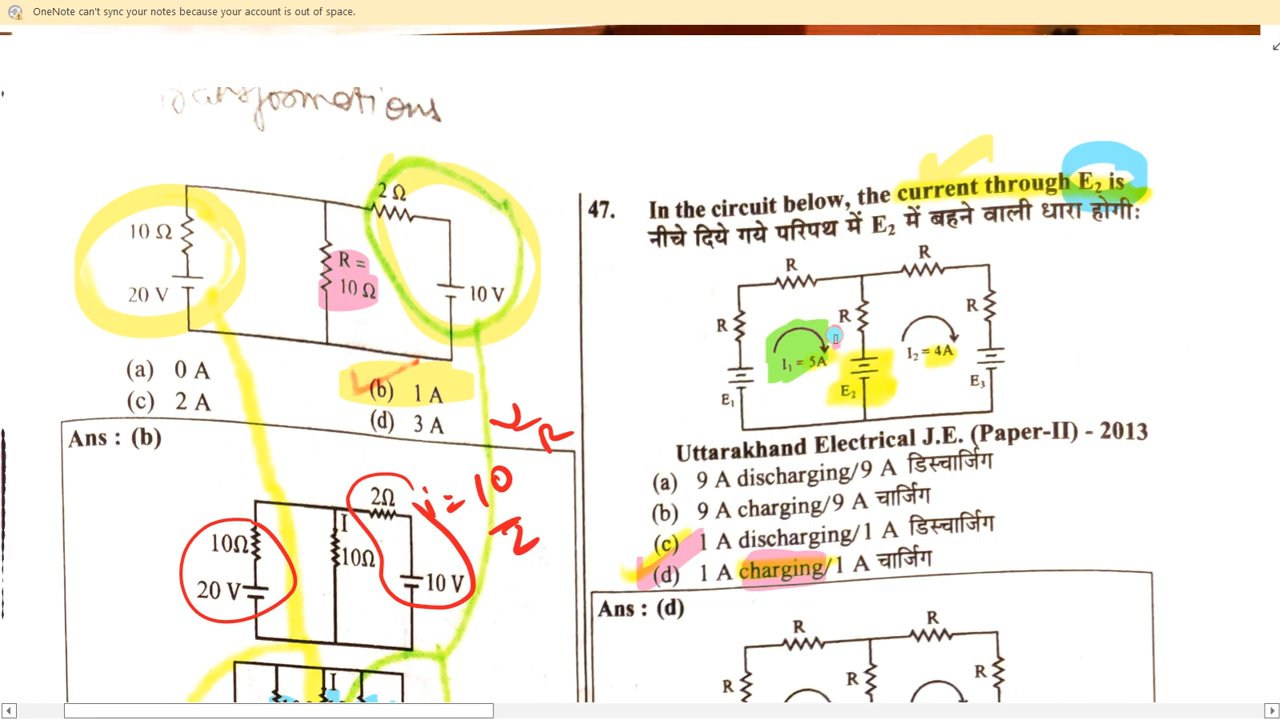 OneNote can't sync your notes because your account is out of space.
Transformations
2 Ω
10 Ω
20 V
R =
10 Ω
10 V
(a) 0 A
(b) 1 A
(c) 2 A
(d) 3 A
Ans : (b)
2Ω
10Ω
I
10Ω
20 V
10 V
i = 10
2
I
47. In the circuit below, the current through E₂ is
नीचे दिये गये परिपथ में E₂ में बहने वाली धारा होगीः
R
R
R
R
R
I₁ = 5A
I₂ = 4A
E₁
E₂
E₃
Uttarakhand Electrical J.E. (Paper-II) - 2013
(a) 9 A discharging/9 A डिस्चार्जिंग
(b) 9 A charging/9 A चार्जिंग
(c) 1 A discharging/1 A डिस्चार्जिंग
(d) 1 A charging/1 A चार्जिंग
Ans : (d)
R
R
R
R
R